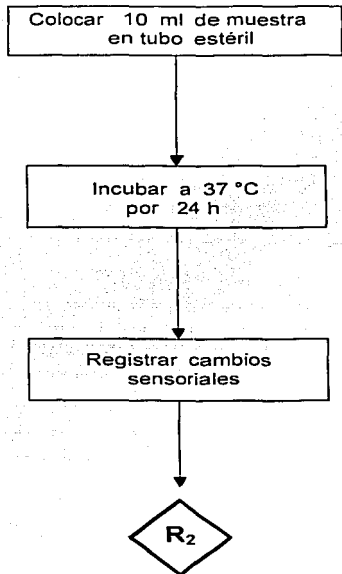 Colocar 10 ml de muestra
en tubo estéril
Incubar a 37 °C
por 24 h
Registrar cambios
sensoriales
R₂